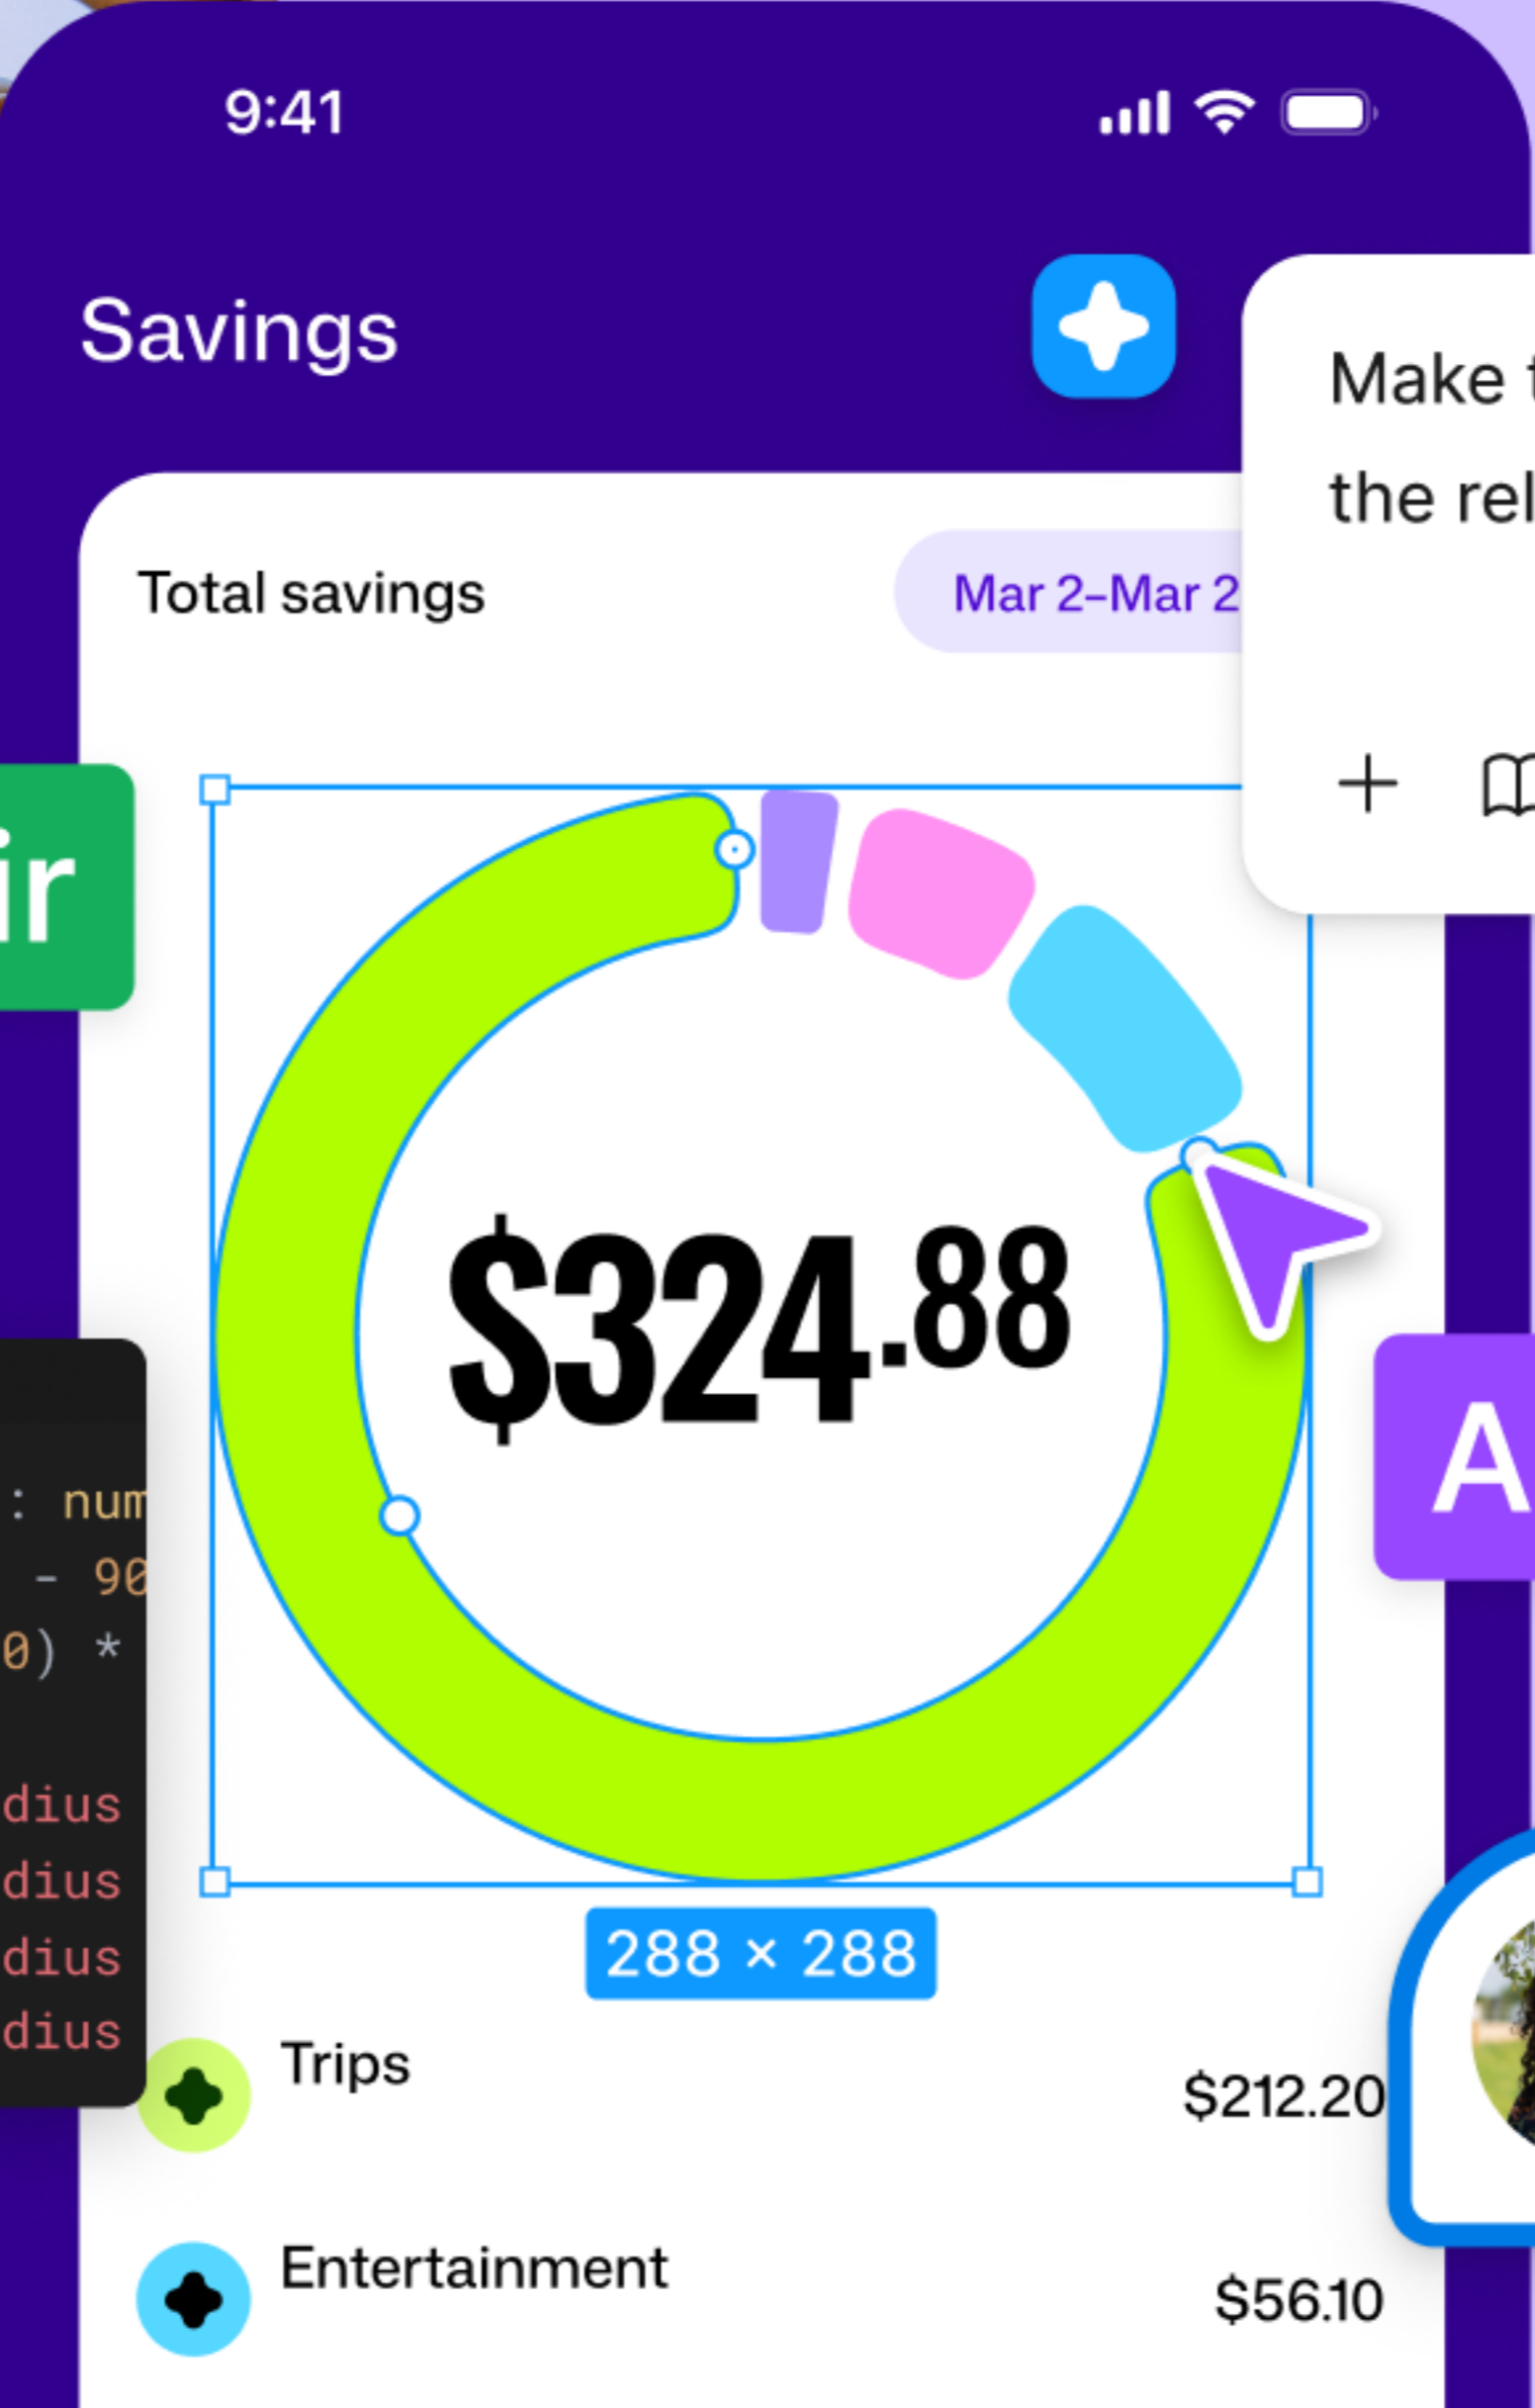 9:41
Savings
Make
the
Total savings
Mar 2–Mar 2
$324.88
: num
- 90
0) *
dius
dius
dius
dius
288 × 288
Trips
$212.20
Entertainment
$56.10
A
ir